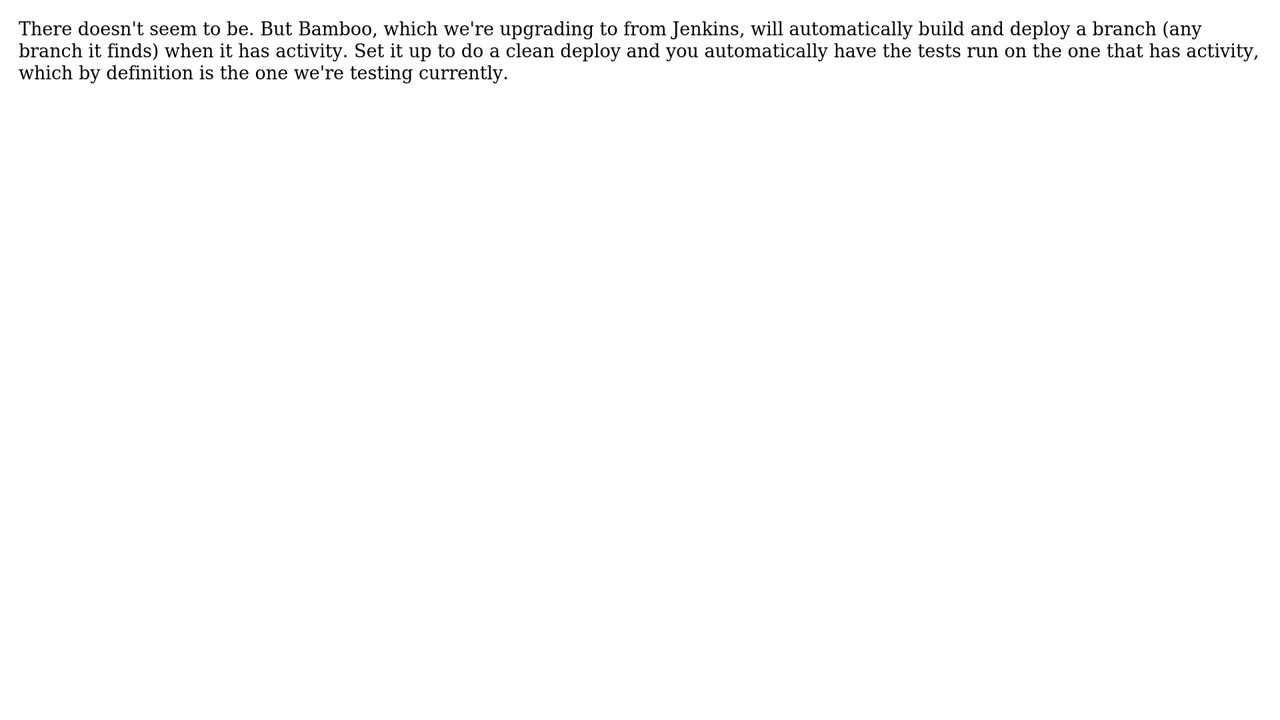 There doesn't seem to be. But Bamboo, which we're upgrading to from Jenkins, will automatically build and deploy a branch (any
branch it finds) when it has activity. Set it up to do a clean deploy and you automatically have the tests run on the one that has activity,
which by definition is the one we're testing currently.